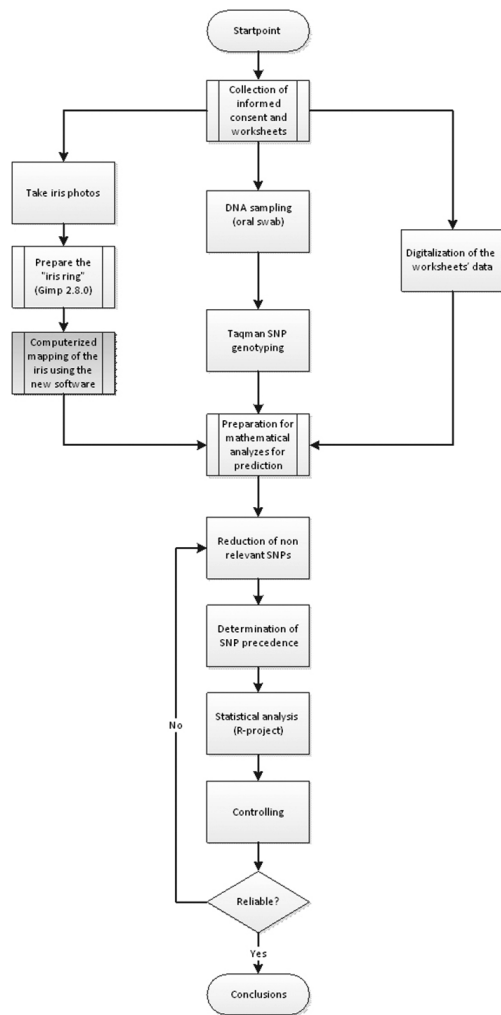 Startpoint
Collection of
informed
consent and
worksheets
Take iris photos
Prepare the
"iris ring"
(Gimp 2.8.0)
Computerized
mapping of the
iris using the
new software
DNA sampling
(oral swab)
Taqman SNP
genotyping
Digitalization of the
worksheets' data
Preparation for
mathematical
analyzes for
prediction
Reduction of non
relevant SNPs
Determination of
SNP precedence
Statistical analysis
(R-project)
Controlling
No
Reliable?
Yes
Conclusions